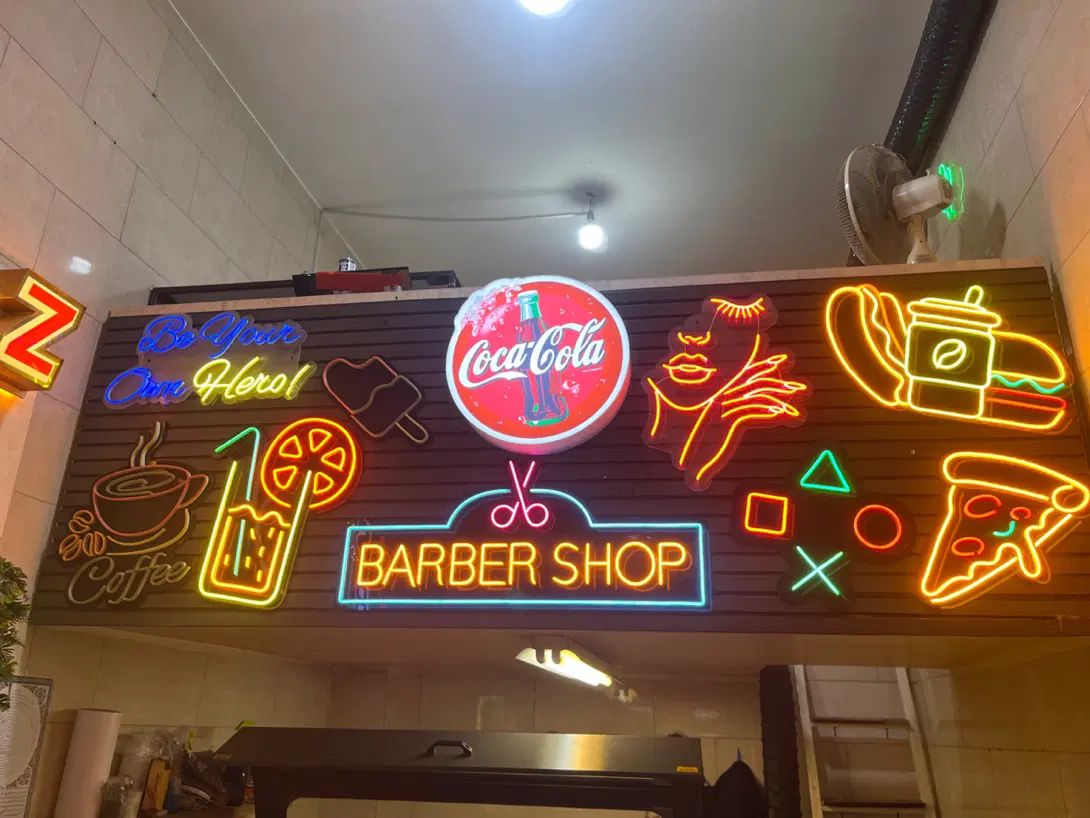 Be Your
Own Hero!
Coca-Cola
Z
Coffee
BARBER SHOP